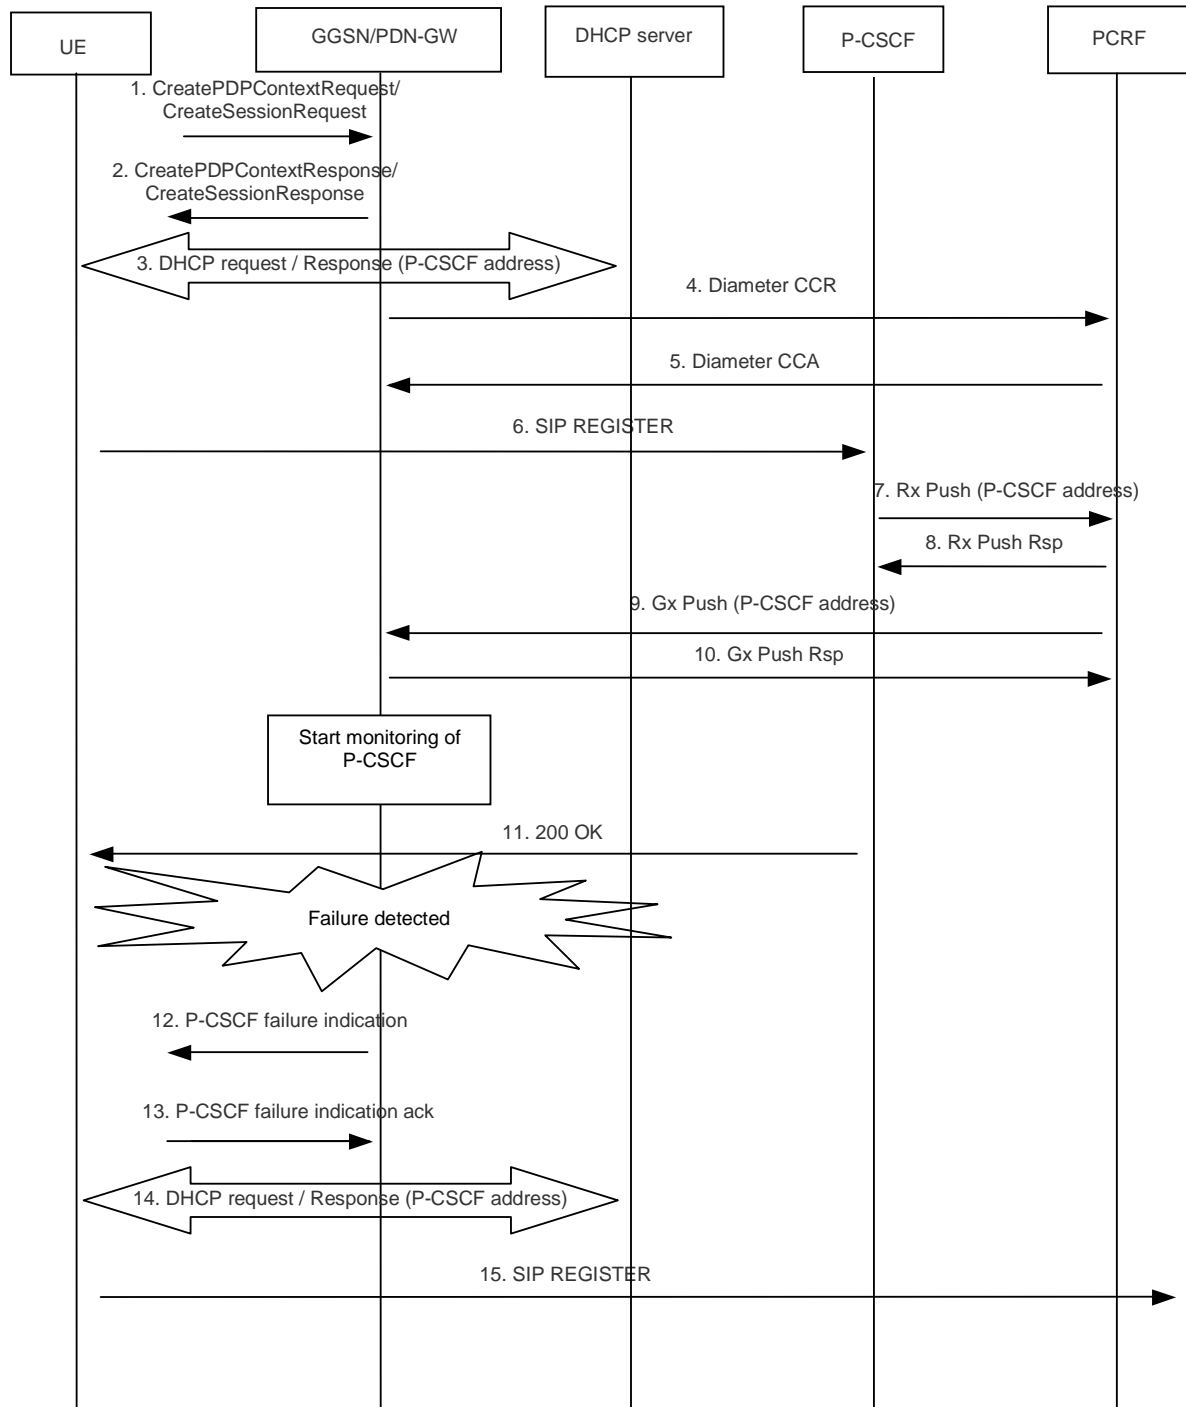 UE
GGSN/PDN-GW
DHCP server
P-CSCF
PCRF
1. CreatePDPContextRequest/
CreateSessionRequest
2. CreatePDPContextResponse/
CreateSessionResponse
3. DHCP request / Response (P-CSCF address)
4. Diameter CCR
5. Diameter CCA
6. SIP REGISTER
7. Rx Push (P-CSCF address)
8. Rx Push Rsp
9. Gx Push (P-CSCF address)
10. Gx Push Rsp
Start monitoring of
P-CSCF
11. 200 OK
Failure detected
12. P-CSCF failure indication
13. P-CSCF failure indication ack
14. DHCP request / Response (P-CSCF address)
15. SIP REGISTER